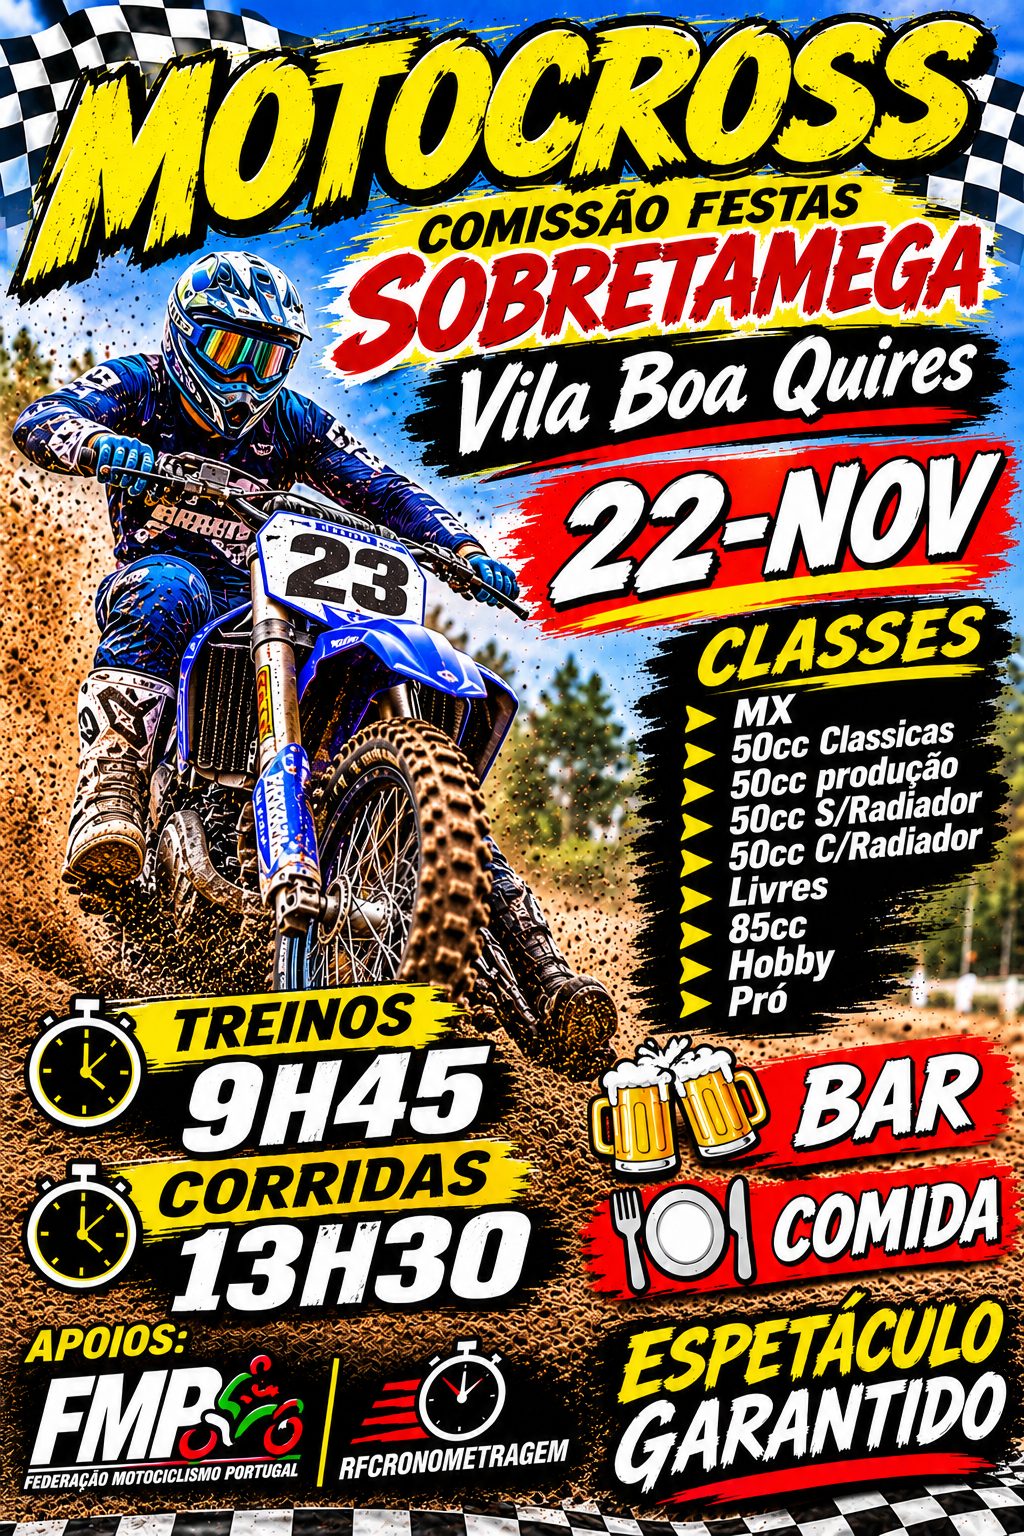 MOTOCROSS
COMISSÃO FESTAS
SOBRETAMEGA
Vila Boa Quires
22-NOV
23
CLASSES
MX
50cc Classicas
50cc produção
50cc S/Radiador
50cc C/Radiador
Livres
85cc
Hobby
Pró
TREINOS
9H45
CORRIDAS
13H30
BAR
COMIDA
APOIOS:
FMP
FEDERAÇÃO MOTOCICLISMO PORTUGAL
RFCRONOMETRAGEM
ESPETÁCULO
GARANTIDO